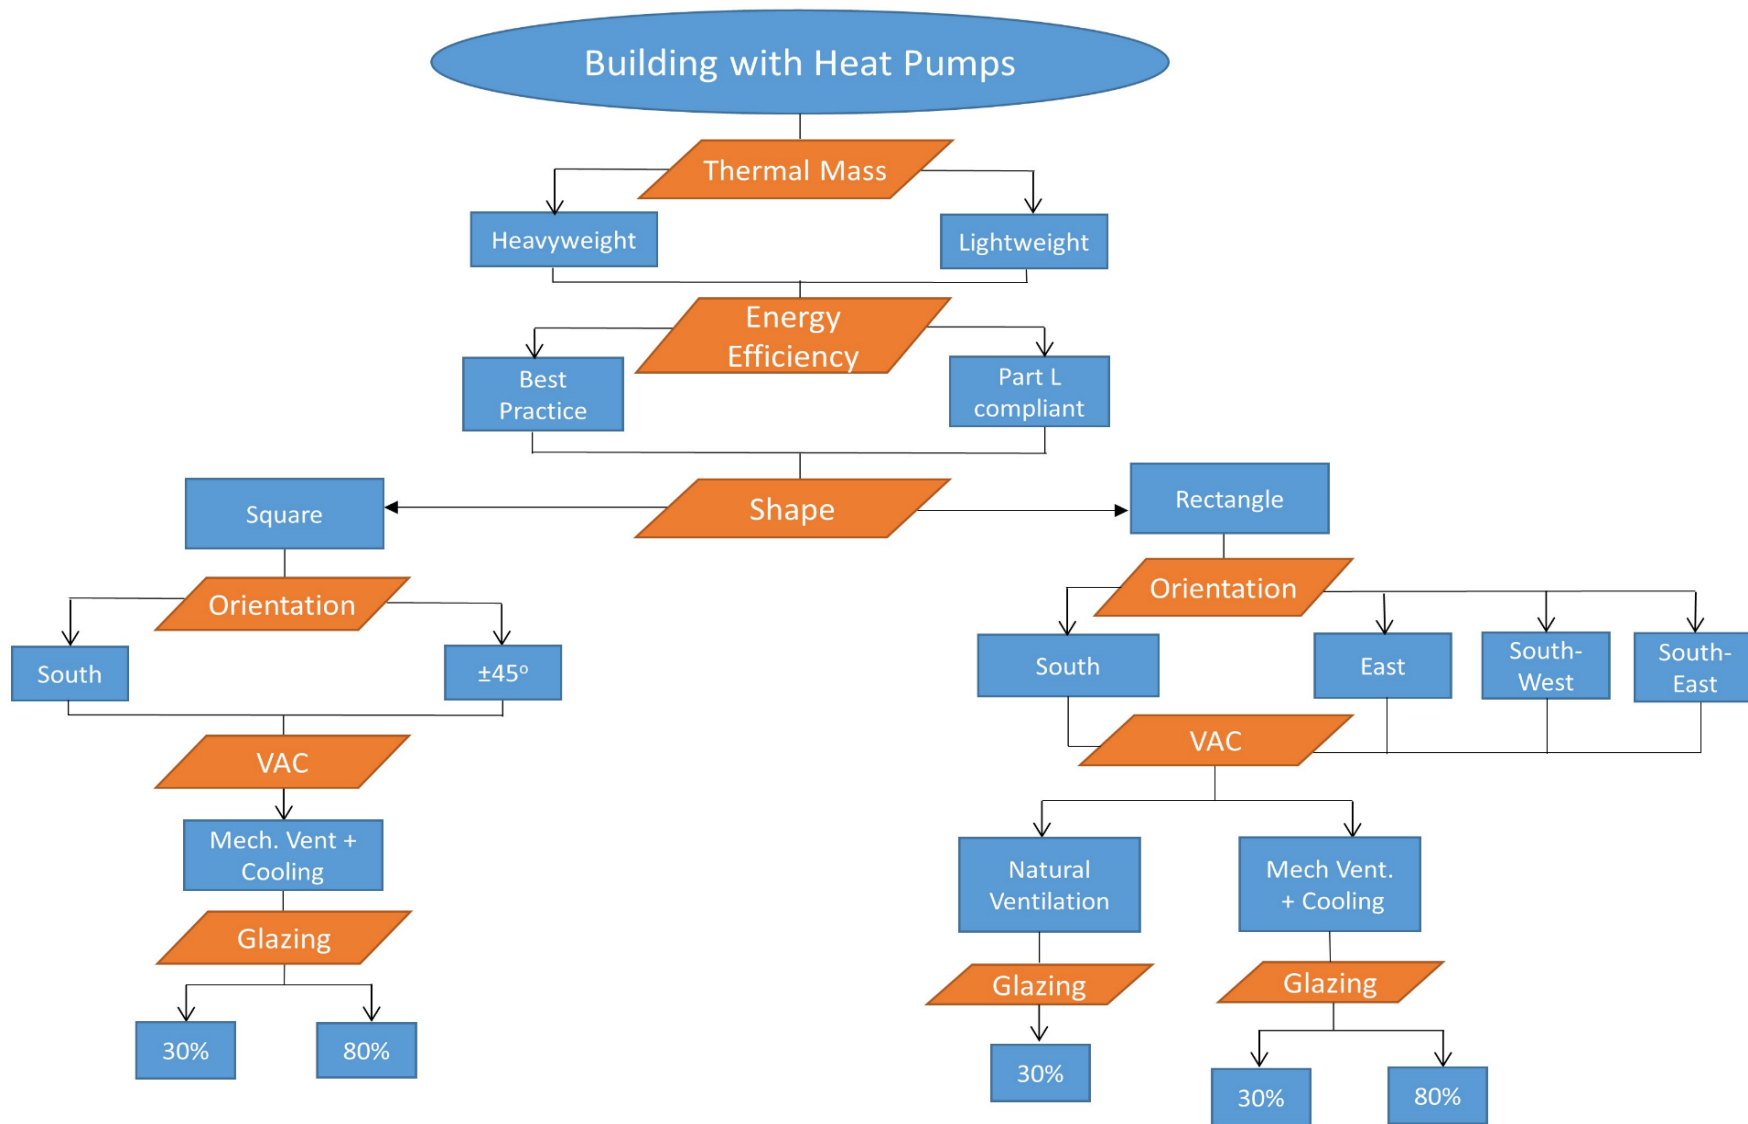 Building with Heat Pumps
Thermal Mass
Heavyweight
Lightweight
Energy
Efficiency
Best
Practice
Part L
compliant
Square
Shape
Rectangle
Orientation
Orientation
South
±45º
South
East
South-
West
South-
East
VAC
VAC
Mech. Vent +
Cooling
Natural
Ventilation
Mech Vent.
+ Cooling
Glazing
Glazing
Glazing
30%
80%
30%
30%
80%